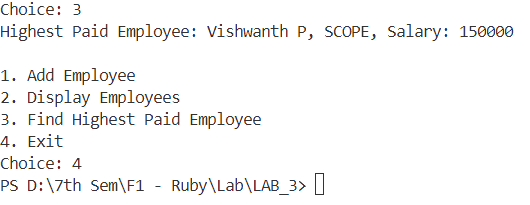 Choice: 3
Highest Paid Employee: Vishwanth P, SCOPE, Salary: 150000
1. Add Employee
2. Display Employees
3. Find Highest Paid Employee
4. Exit
Choice: 4
PS D:\7th Sem\F1 - Ruby\Lab\LAB_3>